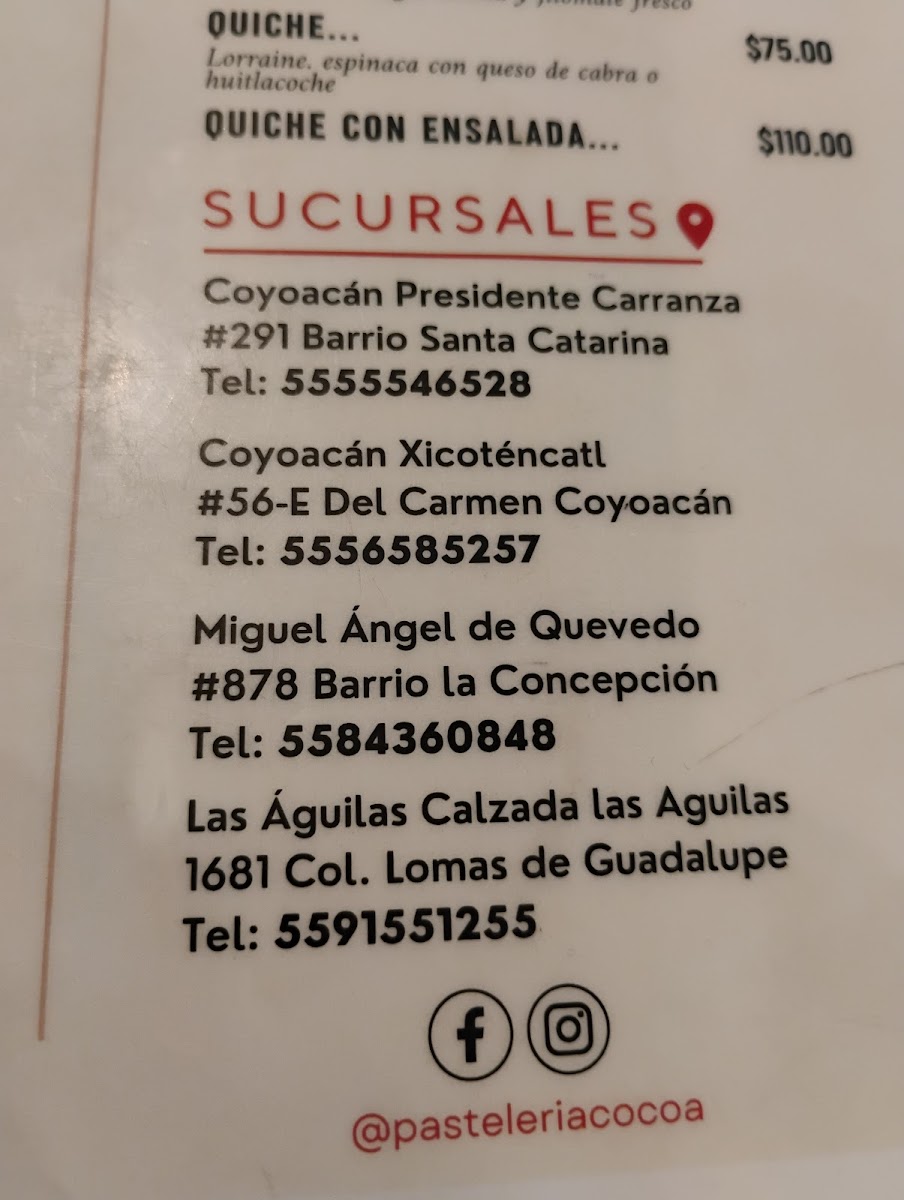 fresco
QUICHE...
$75.00
Lorraine. espinaca con queso de cabra o
huitlacoche
QUICHE CON ENSALADA...
$110.00
SUCURSALES
Coyoacán Presidente Carranza
#291 Barrio Santa Catarina
Tel: 5555546528
Coyoacán Xicoténcatl
#56-E Del Carmen Coyoacán
Tel: 5556585257
Miguel Ángel de Quevedo
#878 Barrio la Concepción
Tel: 5584360848
Las Águilas Calzada las Aguilas
1681 Col. Lomas de Guadalupe
Tel: 5591551255
@pasteleriacocoa